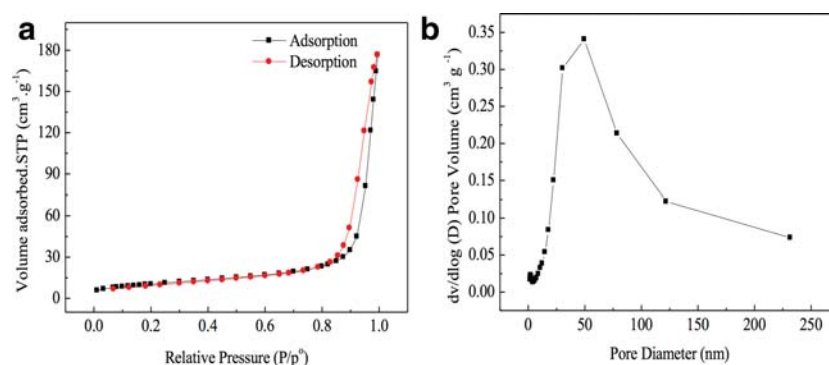 a
Adsorption
Desorption
Volume adsorbed.STP (cm³.g⁻¹)
180
150
120
90
60
30
0
0.0 0.2 0.4 0.6 0.8 1.0
Relative Pressure (P/pº)
b
dv/dlog (D) Pore Volume (cm³ g⁻¹)
0.35
0.30
0.25
0.20
0.15
0.10
0.05
0.00
0 50 100 150 200 250
Pore Diameter (nm)